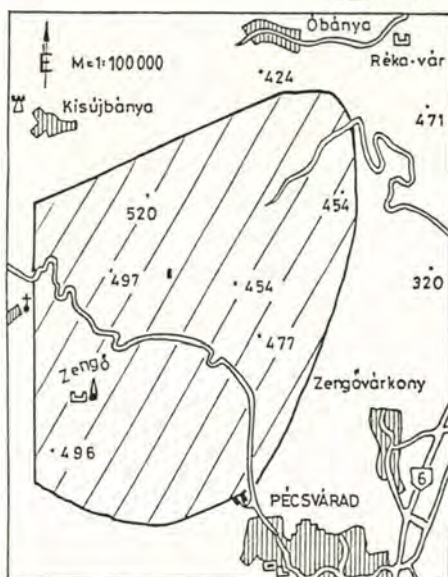 Óbánya
É M=1:100 000
Réka-vár
424
Kisújbánya
471
520
454
497
454
320
477
Zengő
Zengővárkony
496
6
PÉCSVÁRAD